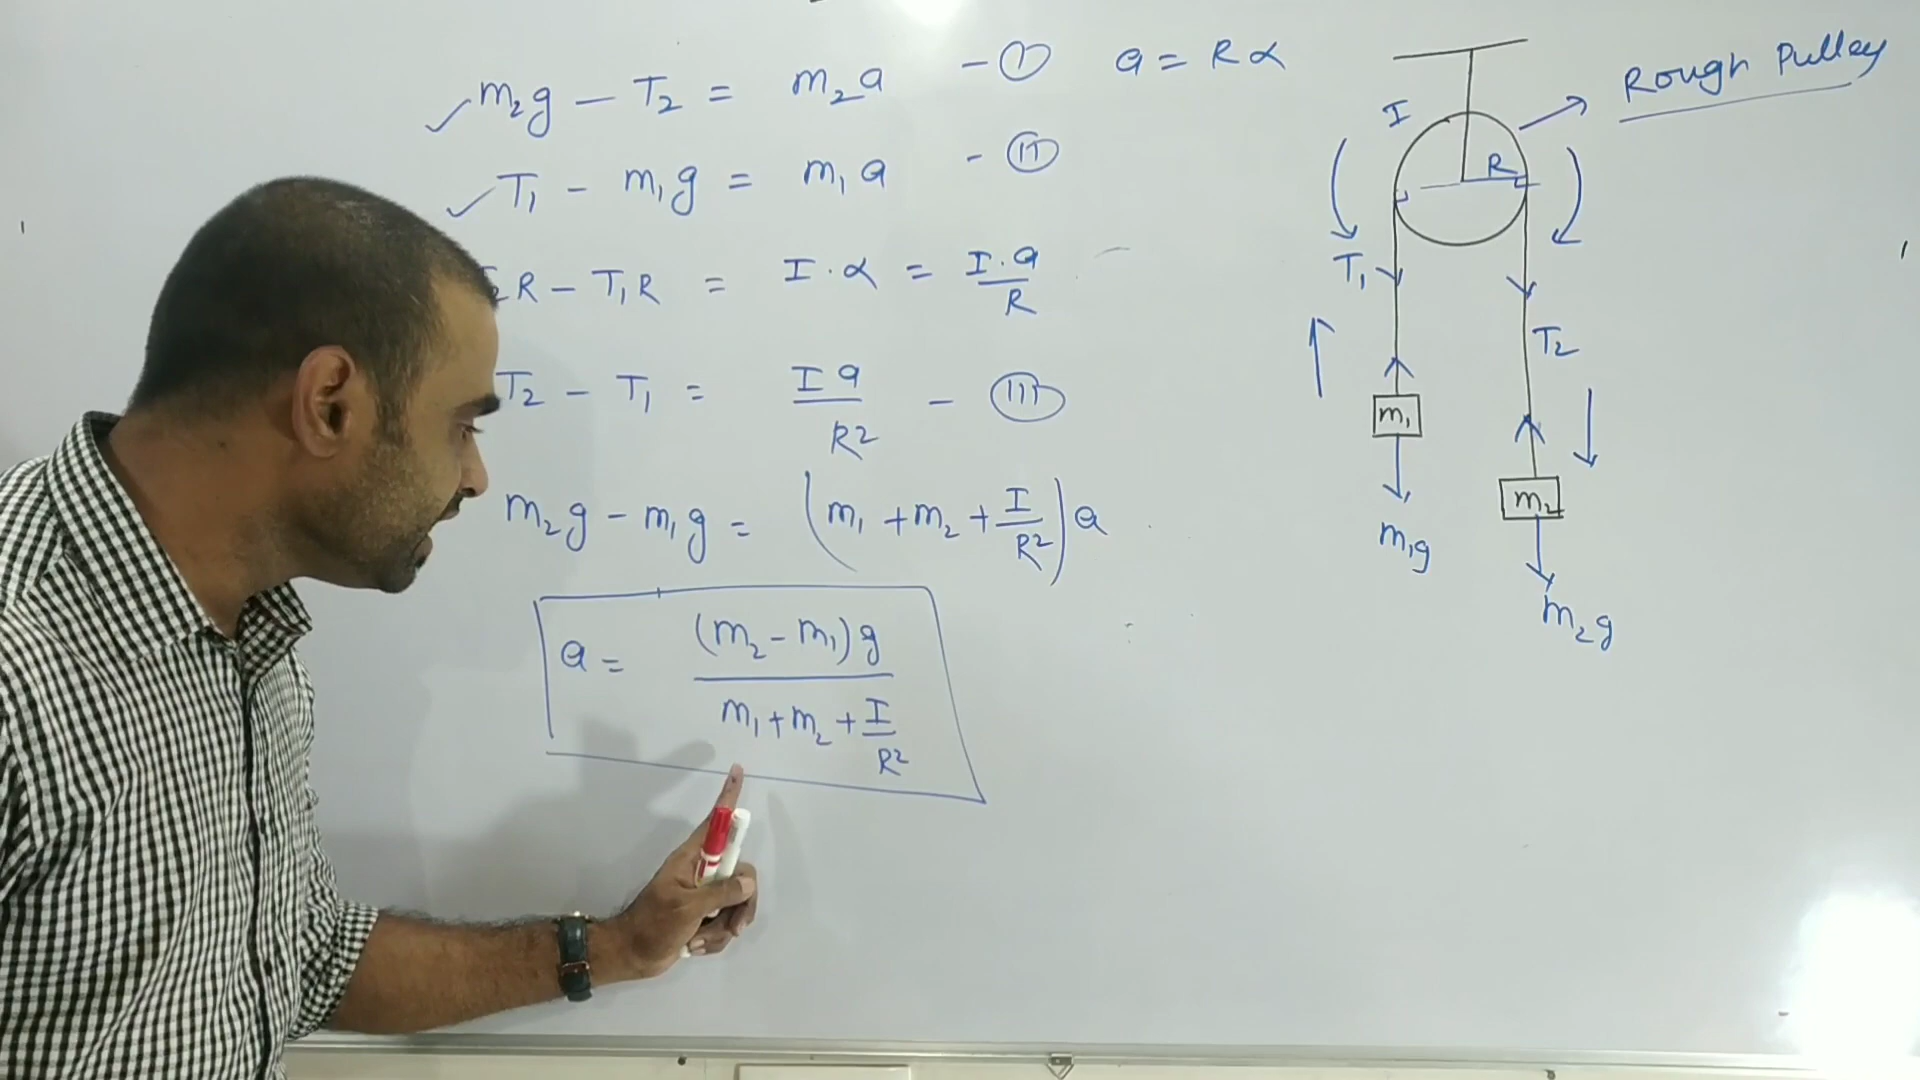 m₂g − T₂ = m₂a − Ⓘ a = Rα
T₁ − m₁g = m₁a − (II)
₂R − T₁R = I·α = I·a/R
T₂ − T₁ = Ia/R² − (III)
m₂g − m₁g = (m₁ + m₂ + I/R²)a
a = (m₂ − m₁)g / m₁ + m₂ + I/R²
Rough Pulley
I
R
T₁
T₂
m₁
m₂
m₁g
m₂g